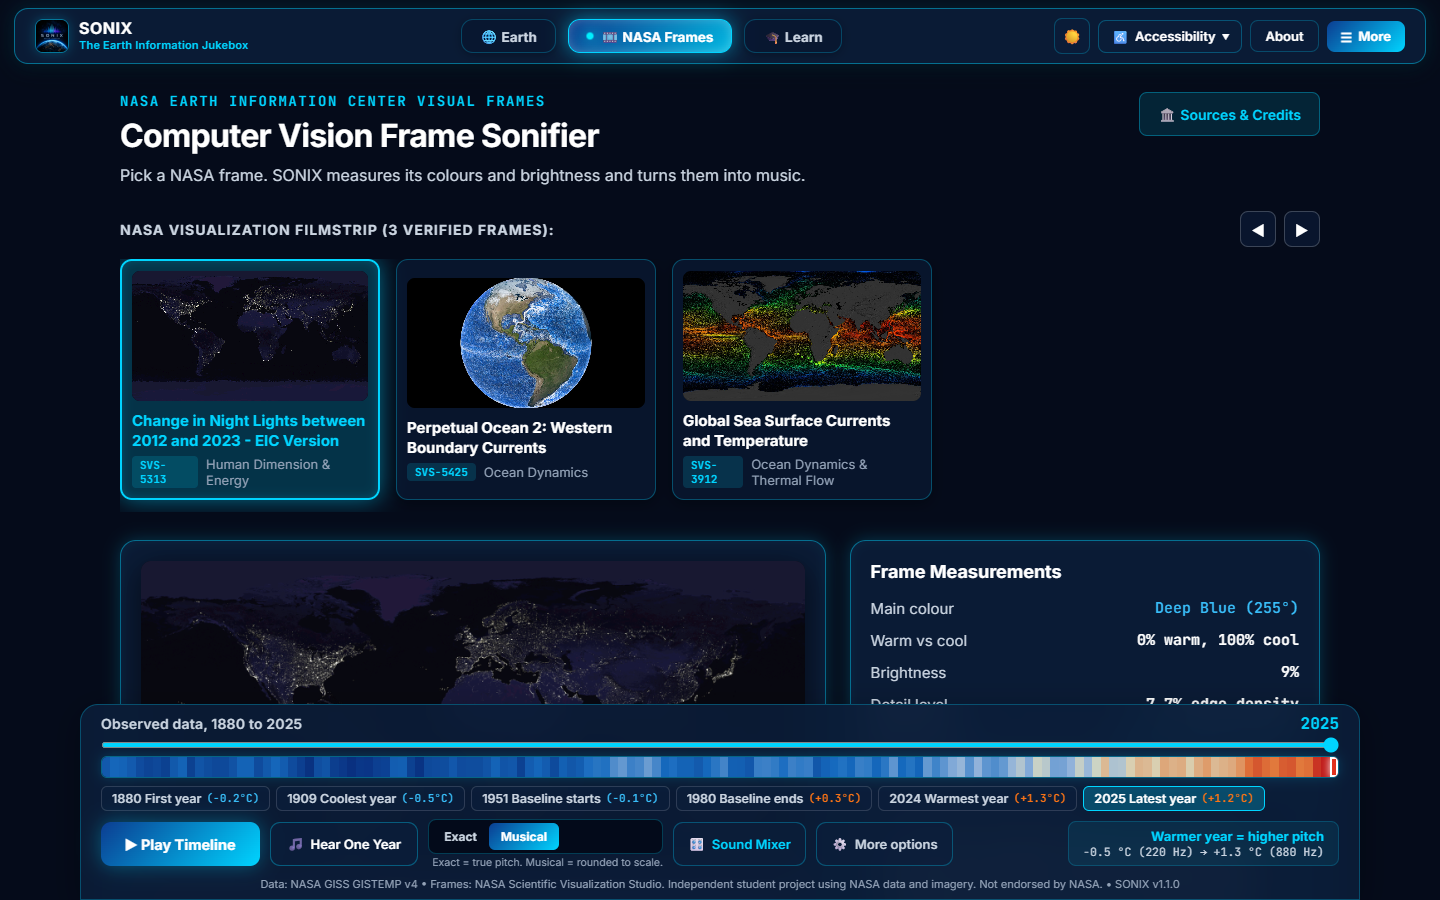 SONIX
The Earth Information Jukebox
Earth
NASA Frames
Learn
Accessibility ▾
About
☰ More
NASA EARTH INFORMATION CENTER VISUAL FRAMES
Computer Vision Frame Sonifier
Pick a NASA frame. SONIX measures its colours and brightness and turns them into music.
Sources & Credits
NASA VISUALIZATION FILMSTRIP (3 VERIFIED FRAMES):
Change in Night Lights between
2012 and 2023 - EIC Version
SVS-
5313
Human Dimension &
Energy
Perpetual Ocean 2: Western
Boundary Currents
SVS-5425
Ocean Dynamics
Global Sea Surface Currents
and Temperature
SVS-
3912
Ocean Dynamics &
Thermal Flow
Frame Measurements
Main colour Deep Blue (255°)
Warm vs cool 0% warm, 100% cool
Brightness 9%
Detail level 7.7% edge density
Observed data, 1880 to 2025
2025
1880 First year (-0.2°C)
1909 Coolest year (-0.5°C)
1951 Baseline starts (-0.1°C)
1980 Baseline ends (+0.3°C)
2024 Warmest year (+1.3°C)
2025 Latest year (+1.2°C)
▶ Play Timeline
Hear One Year
Exact
Musical
Exact = true pitch. Musical = rounded to scale.
Sound Mixer
More options
Warmer year = higher pitch
-0.5 °C (220 Hz) → +1.3 °C (880 Hz)
Data: NASA GISS GISTEMP v4 • Frames: NASA Scientific Visualization Studio. Independent student project using NASA data and imagery. Not endorsed by NASA. • SONIX v1.1.0